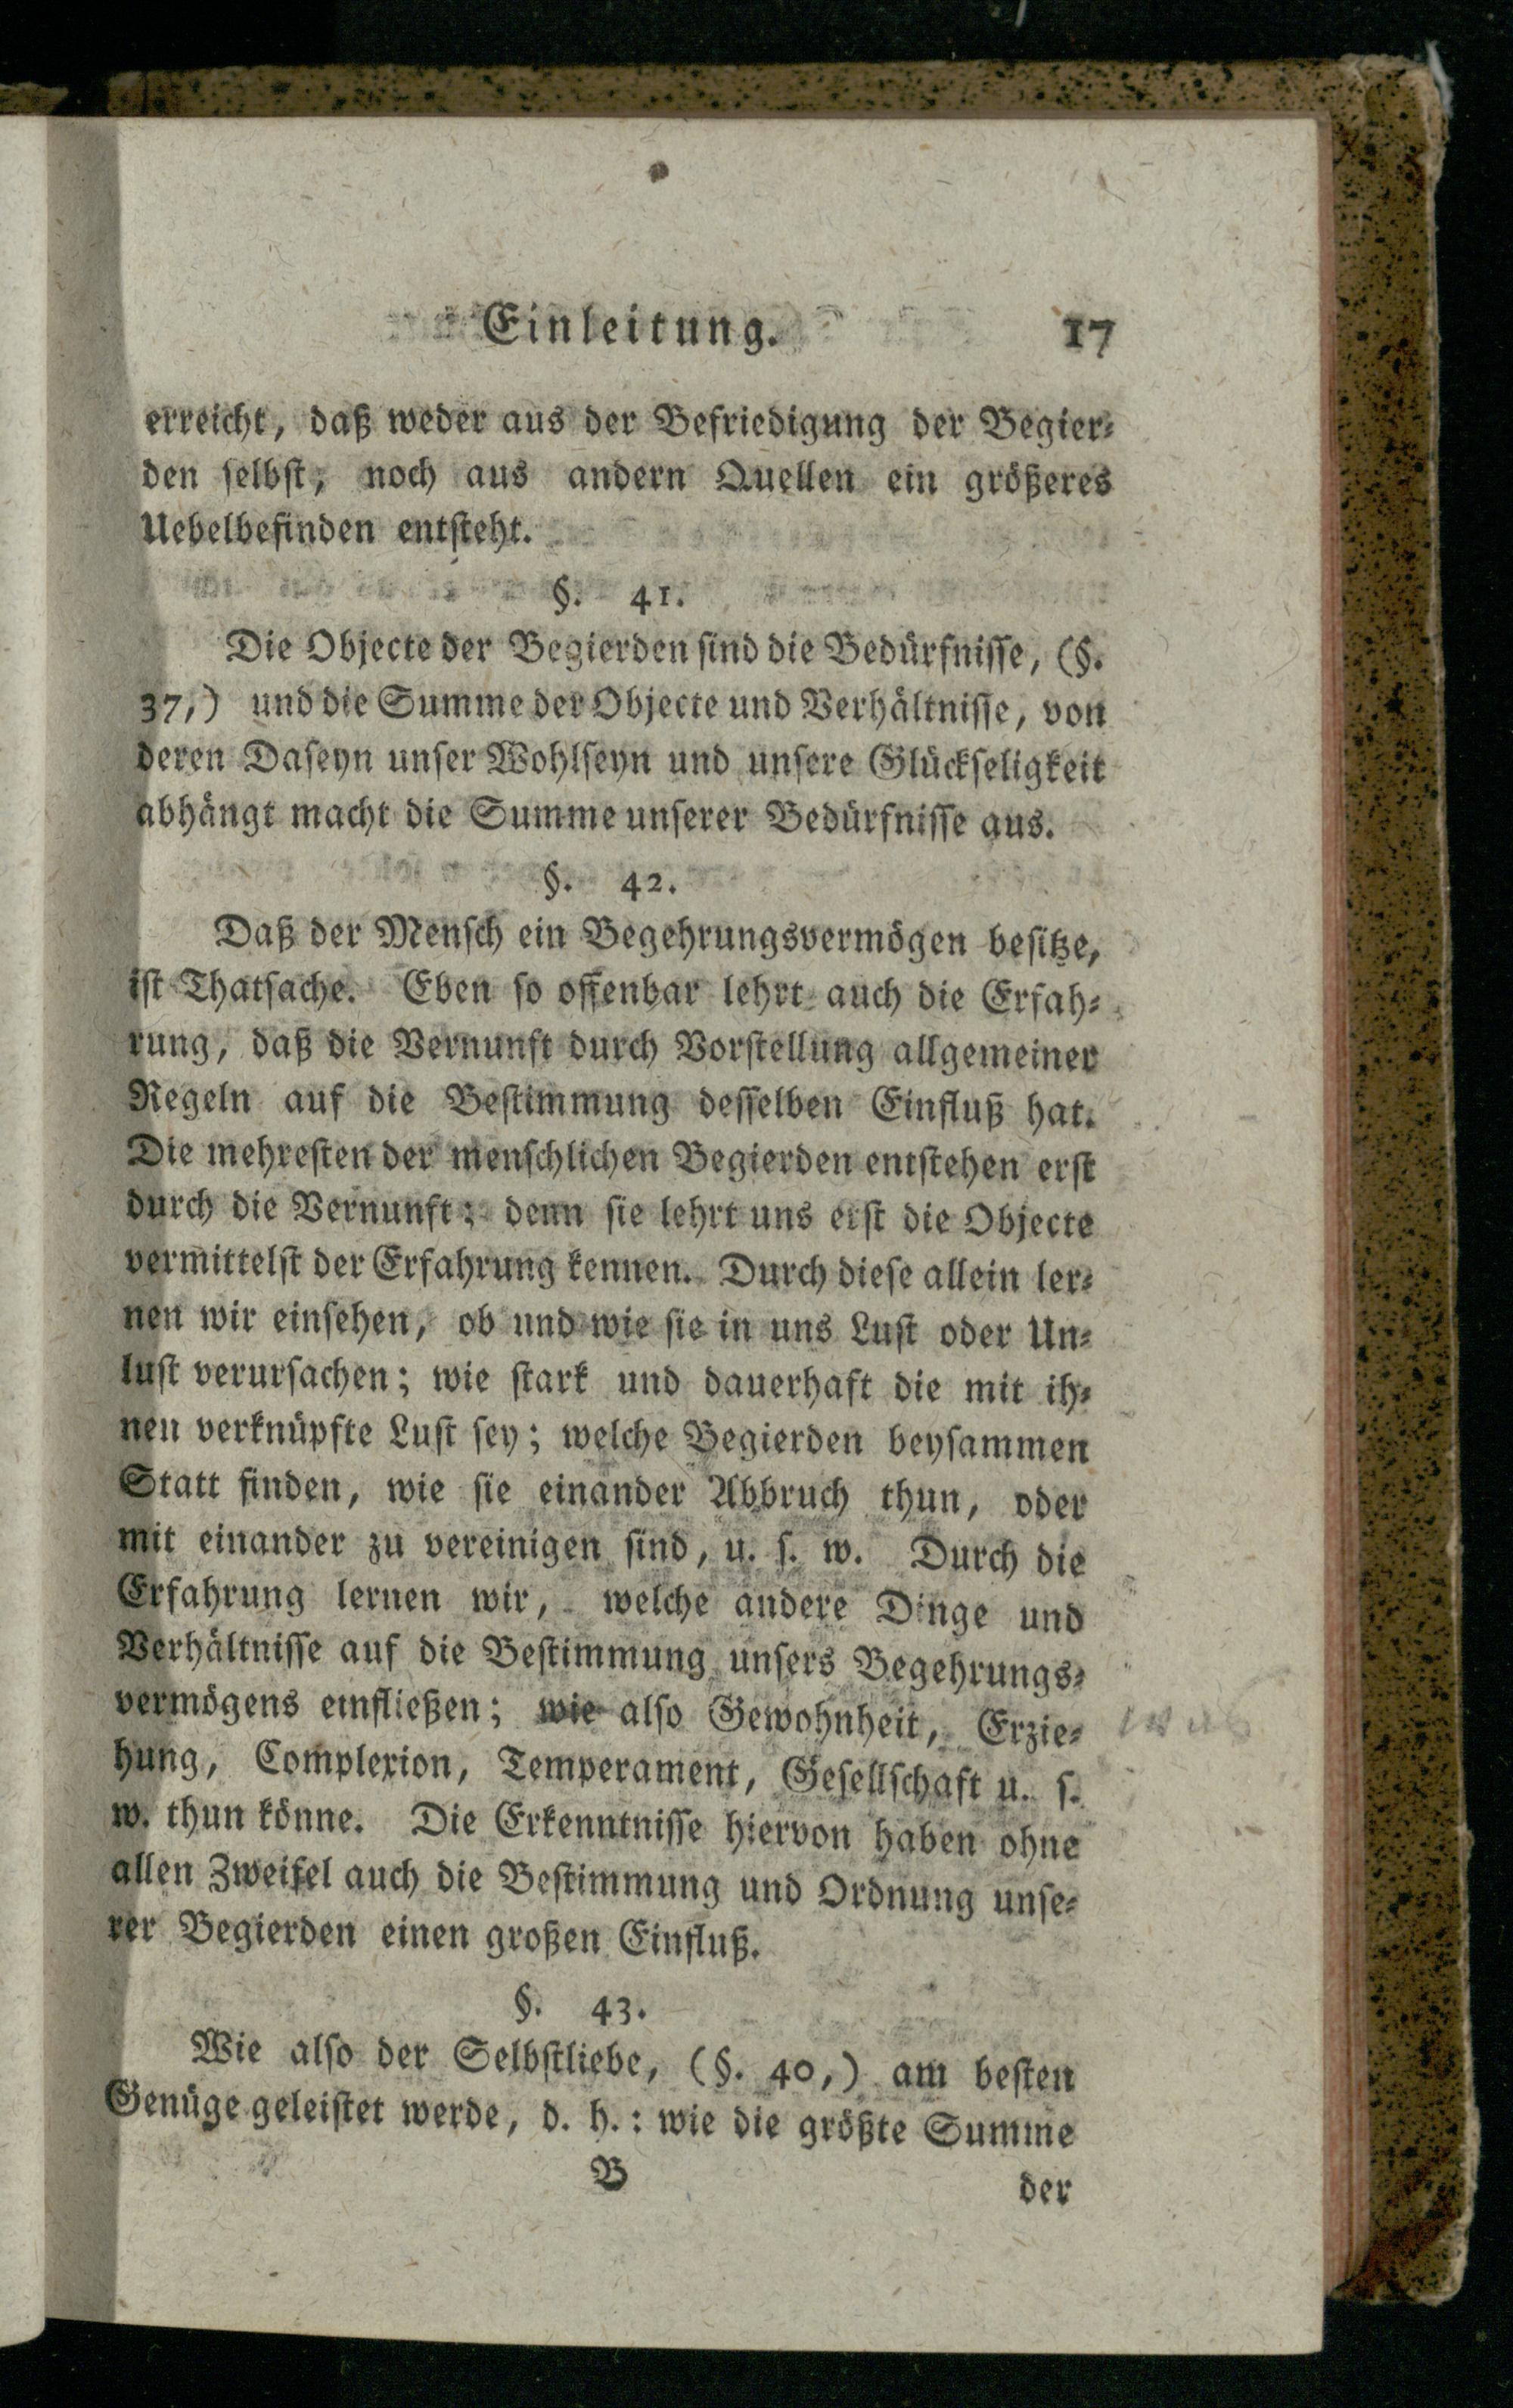 Einleitung. 17
erreicht, daß weder aus der Befriedigung der Begier-
den selbst, noch aus andern Quellen ein größeres
Uebelbefinden entsteht.
§. 41.
Die Objecte der Begierden sind die Bedürfnisse, (§.
37,) und die Summe der Objecte und Verhältnisse, von
deren Daseyn unser Wohlseyn und unsere Glückseligkeit
abhängt macht die Summe unserer Bedürfnisse aus.
§. 42.
Daß der Mensch ein Begehrungsvermögen besitze,
ist Thatsache. Eben so offenbar lehrt auch die Erfah-
rung, daß die Vernunft durch Vorstellung allgemeiner
Regeln auf die Bestimmung desselben Einfluß hat.
Die mehresten der menschlichen Begierden entstehen erst
durch die Vernunft; denn sie lehrt uns erst die Objecte
vermittelst der Erfahrung kennen. Durch diese allein ler-
nen wir einsehen, ob und wie sie in uns Lust oder Un-
lust verursachen; wie stark und dauerhaft die mit ih-
nen verknüpfte Lust sey; welche Begierden beysammen
Statt finden, wie sie einander Abbruch thun, oder
mit einander zu vereinigen sind, u. s. w. Durch die
Erfahrung lernen wir, welche andere Dinge und
Verhältnisse auf die Bestimmung unsers Begehrungs-
vermögens einfließen; wie also Gewohnheit, Erzie- was
hung, Complexion, Temperament, Gesellschaft u. s.
w. thun könne. Die Erkenntnisse hiervon haben ohne
allen Zweifel auch die Bestimmung und Ordnung unse-
rer Begierden einen großen Einfluß.
§. 43.
Wie also der Selbstliebe, (§. 40,) am besten
Genüge geleistet werde, d. h.: wie die größte Summe
B der